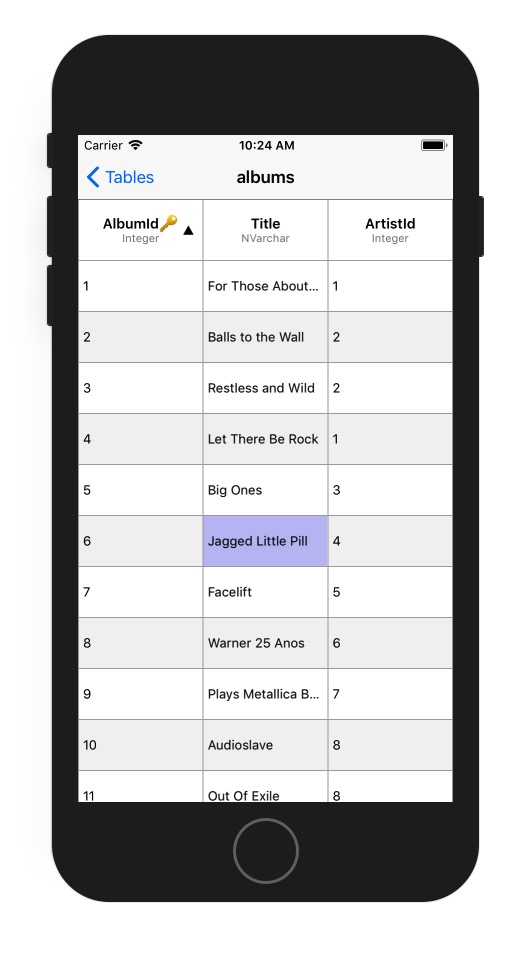 Carrier 10:24 AM
Tables albums
AlbumId🔑 ▲ Title ArtistId
Integer NVarchar Integer
1 For Those About... 1
2 Balls to the Wall 2
3 Restless and Wild 2
4 Let There Be Rock 1
5 Big Ones 3
6 Jagged Little Pill 4
7 Facelift 5
8 Warner 25 Anos 6
9 Plays Metallica B... 7
10 Audioslave 8
11 Out Of Exile 8